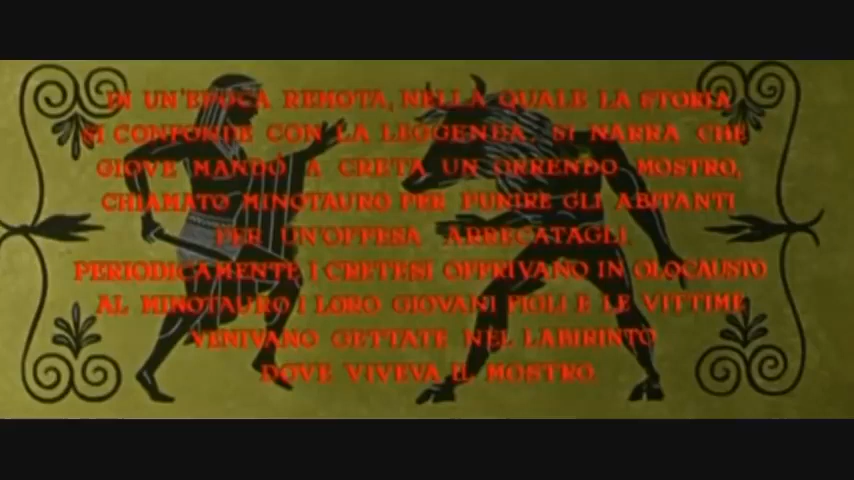 IN UN'EPOCA REMOTA, NELLA QUALE LA STORIA
SI CONFONDE CON LA LEGGENDA, SI NARRA CHE
GIOVE MANDÓ A CRETA UN ORRENDO MOSTRO,
CHIAMATO MINOTAURO PER PUNIRE GLI ABITANTI
PER UN'OFFESA ARRECATAGLI.
PERIODICAMENTE I CRETESI OFFRIVANO IN OLOCAUSTO
AL MINOTAURO I LORO GIOVANI FIGLI E LE VITTIME
VENIVANO GETTATE NEL LABIRINTO
DOVE VIVEVA IL MOSTRO.